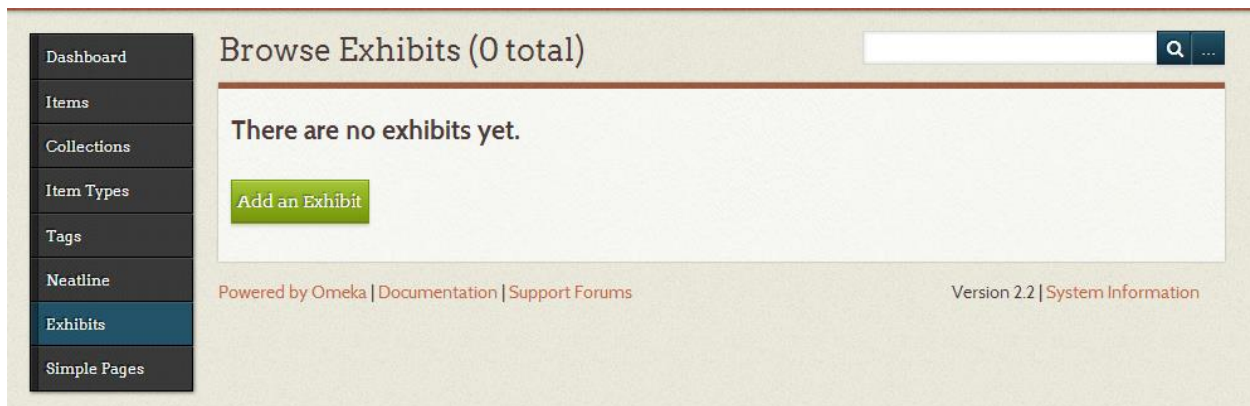 Dashboard
Items
Collections
Item Types
Tags
Neatline
Exhibits
Simple Pages
Browse Exhibits (0 total)
...
There are no exhibits yet.
Add an Exhibit
Powered by Omeka | Documentation | Support Forums
Version 2.2 | System Information